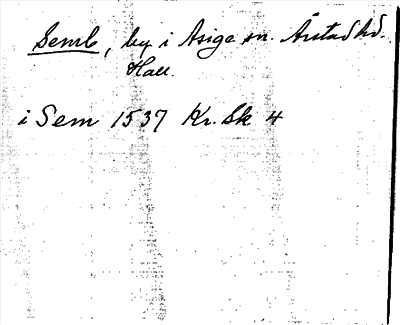 Semb, by i Asige sn. Årstad hd.
Hall.
i Sem 1537 Kr. Sk 4